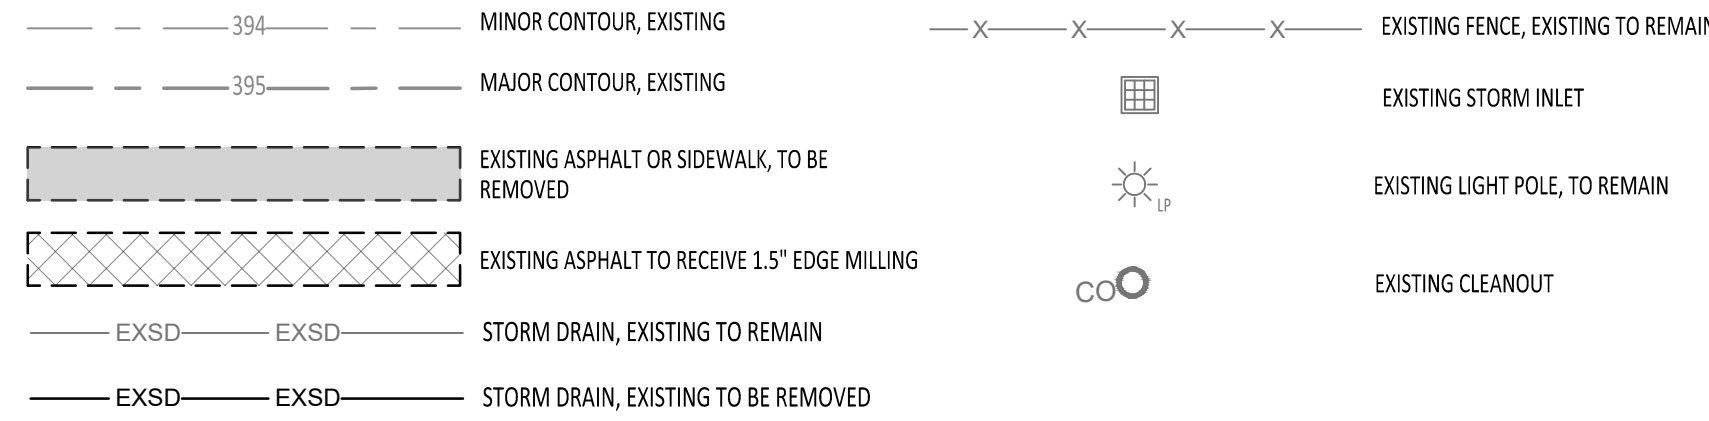 394 MINOR CONTOUR, EXISTING
395 MAJOR CONTOUR, EXISTING
EXISTING ASPHALT OR SIDEWALK, TO BE
REMOVED
EXISTING ASPHALT TO RECEIVE 1.5" EDGE MILLING
EXSD EXSD STORM DRAIN, EXISTING TO REMAIN
EXSD EXSD STORM DRAIN, EXISTING TO BE REMOVED
X X X X EXISTING FENCE, EXISTING TO REMAIN
EXISTING STORM INLET
LP EXISTING LIGHT POLE, TO REMAIN
CO EXISTING CLEANOUT